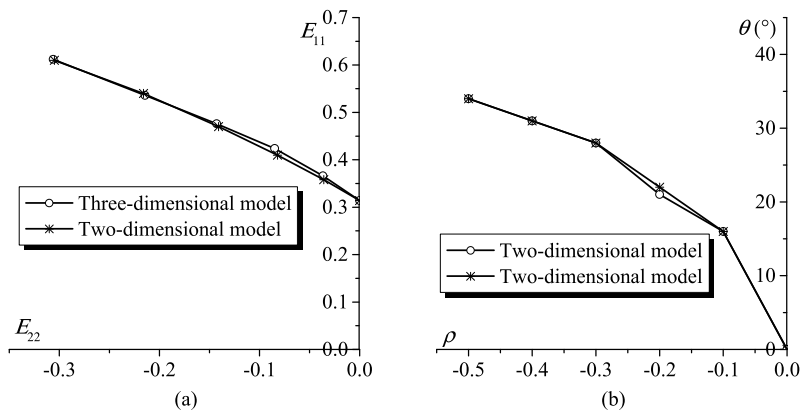 0.7
E11
0.6
0.5
0.4
0.3
0.2
0.1
0.0
Three-dimensional model
Two-dimensional model
E22
-0.3 -0.2 -0.1 0.0
(a)
θ (°)
40
30
20
10
0
Two-dimensional model
Two-dimensional model
ρ
-0.5 -0.4 -0.3 -0.2 -0.1 0.0
(b)